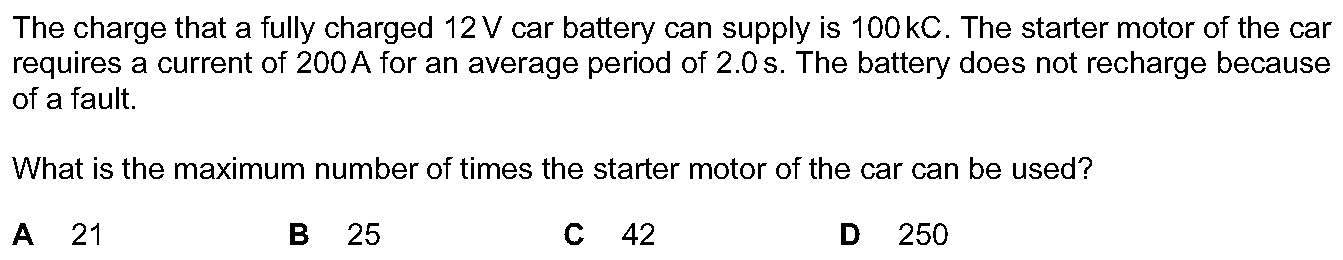 The charge that a fully charged 12 V car battery can supply is 100 kC. The starter motor of the car
requires a current of 200 A for an average period of 2.0 s. The battery does not recharge because
of a fault.
What is the maximum number of times the starter motor of the car can be used?
A 21 B 25 C 42 D 250